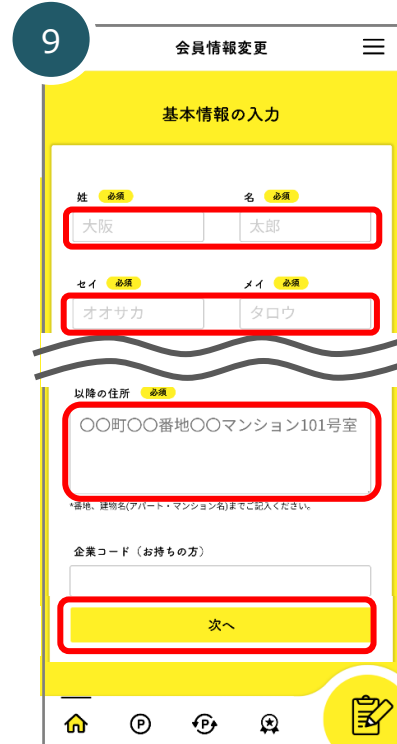 9
会員情報変更
基本情報の入力
姓 必須 名 必須
大阪 太郎
セイ 必須 メイ 必須
オオサカ タロウ
以降の住所 必須
〇〇町〇〇番地〇〇マンション101号室
*番地、建物名(アパート・マンション名)までご記入ください。
企業コード（お持ちの方）
次へ
P P